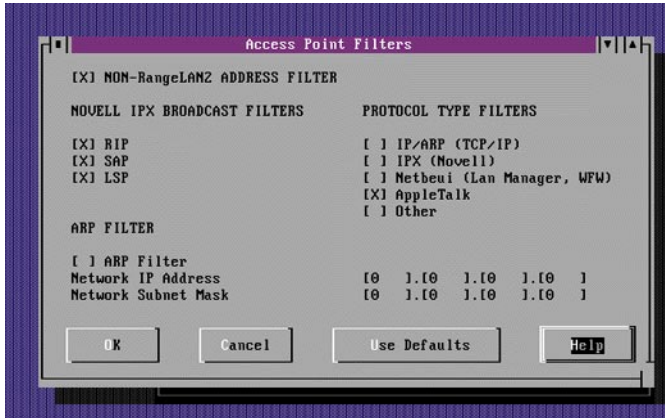 Access Point Filters
[X] NON-RangeLAN2 ADDRESS FILTER
NOVELL IPX BROADCAST FILTERS
[X] RIP
[X] SAP
[X] LSP
PROTOCOL TYPE FILTERS
[ ] IP/ARP (TCP/IP)
[ ] IPX (Novell)
[ ] Netbeui (Lan Manager, WFW)
[X] AppleTalk
[ ] Other
ARP FILTER
[ ] ARP Filter
Network IP Address [0 ].[0 ].[0 ].[0 ]
Network Subnet Mask [0 ].[0 ].[0 ].[0 ]
OK Cancel Use Defaults Help